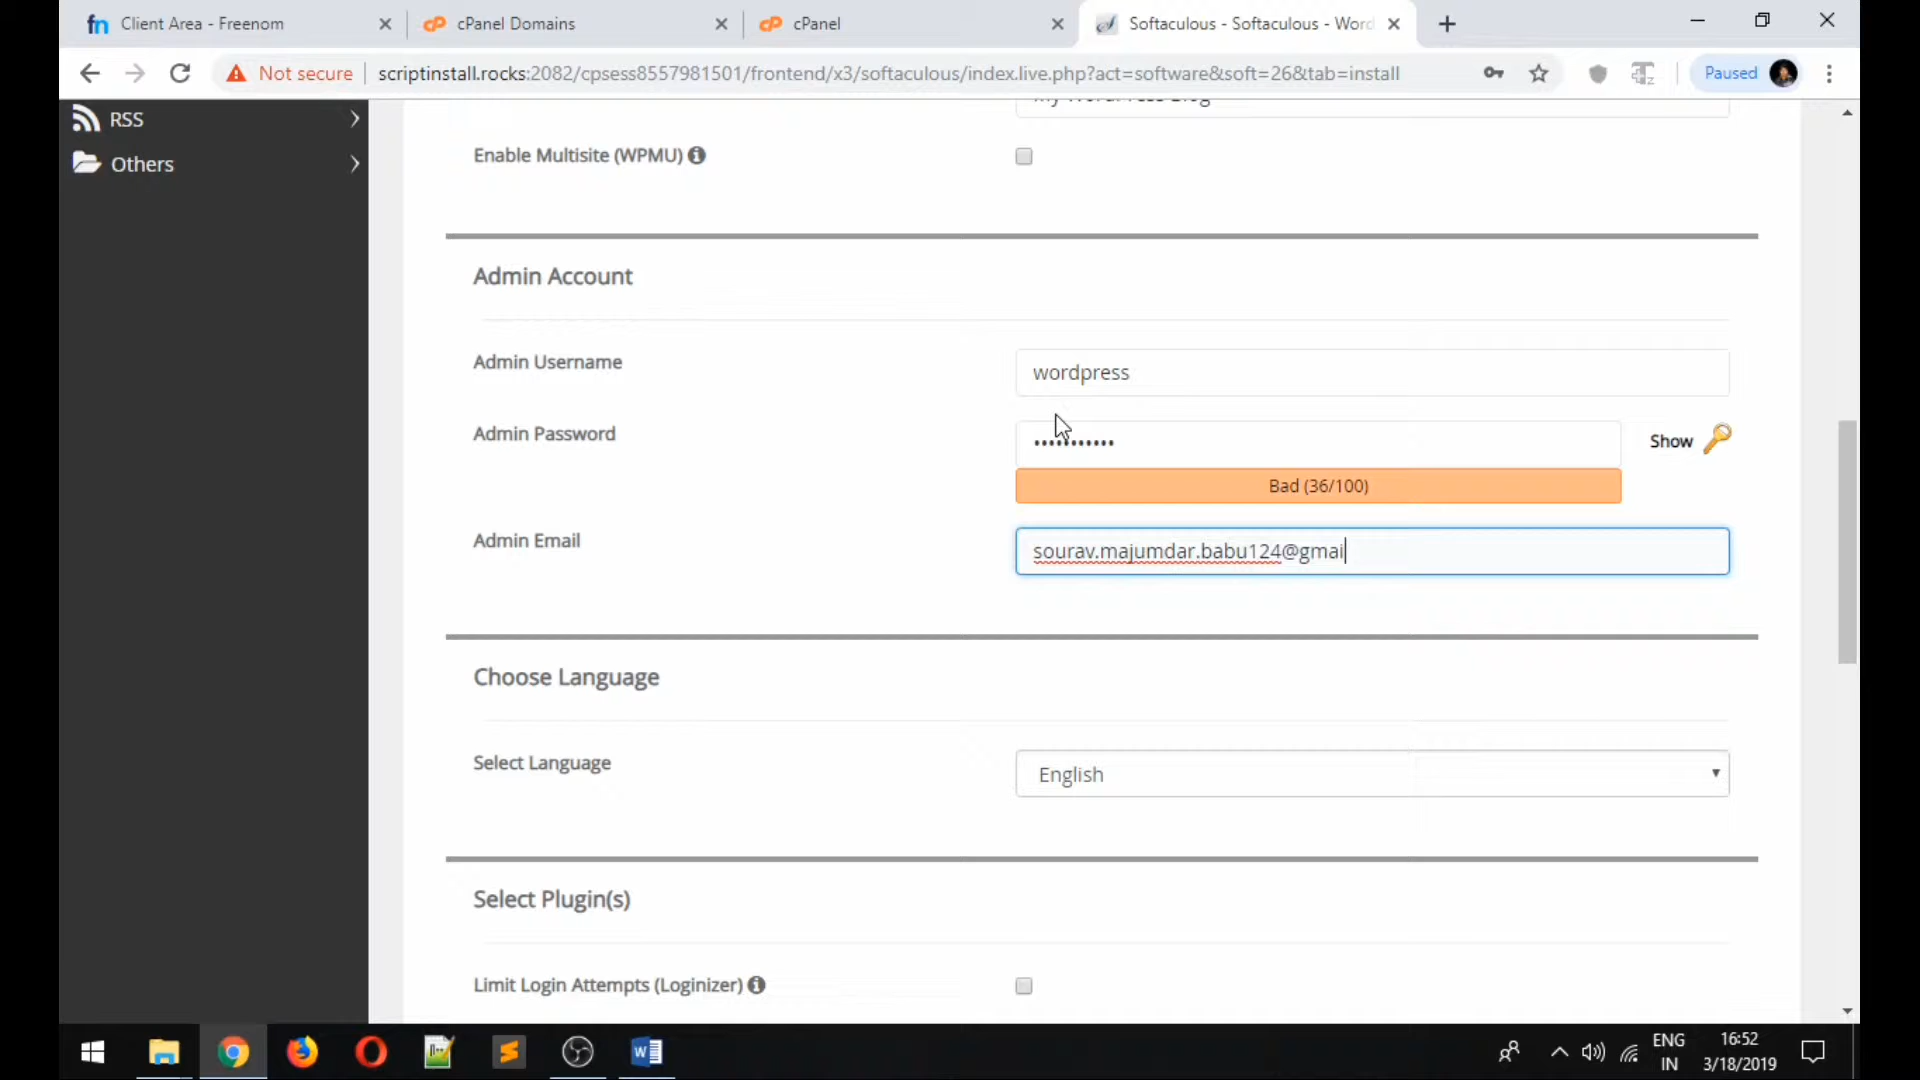 Client Area - Freenom
cPanel Domains
cPanel
Softaculous - Softaculous - Word
Not secure
scriptinstall.rocks:2082/cpsess8557981501/frontend/x3/softaculous/index.live.php?act=software&soft=26&tab=install
Paused
RSS
Others
My WordPress Blog
Enable Multisite (WPMU)
Admin Account
Admin Username
wordpress
Admin Password
•••••••••••
Show
Bad (36/100)
Admin Email
sourav.majumdar.babu124@gmai
Choose Language
Select Language
English
Select Plugin(s)
Limit Login Attempts (Loginizer)
ENG
IN
16:52
3/18/2019